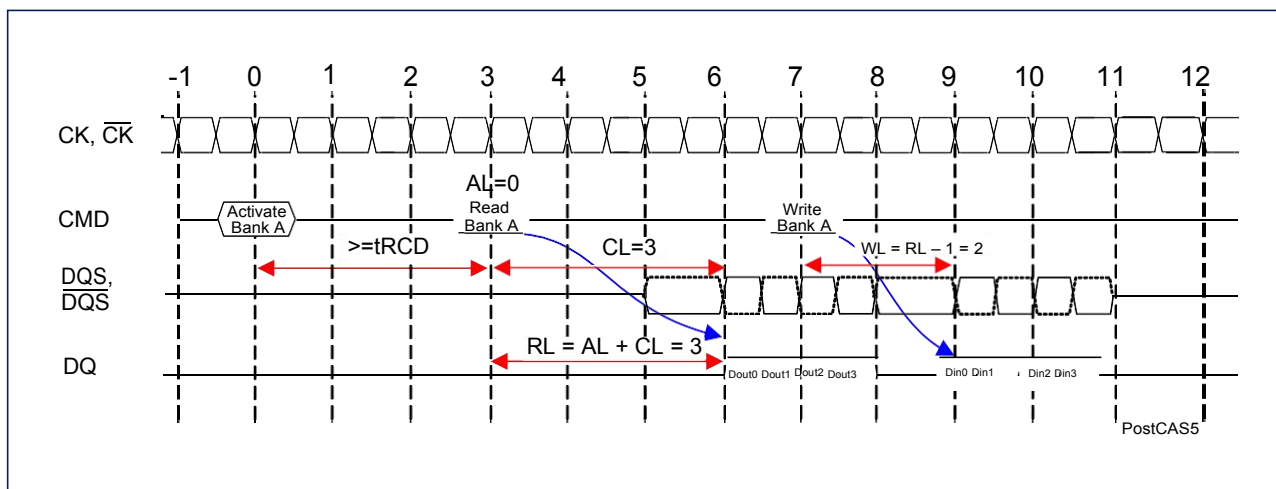 -1 0 1 2 3 4 5 6 7 8 9 10 11 12
CK, C̅K̅
AL=0
CMD Activate Read Write
Bank A Bank A Bank A
>=tRCD CL=3 WL = RL – 1 = 2
DQS,
D̅Q̅S̅
RL = AL + CL = 3
DQ Dout0 Dout1 Dout2 Dout3 Din0 Din1 Din2 Din3
PostCAS5